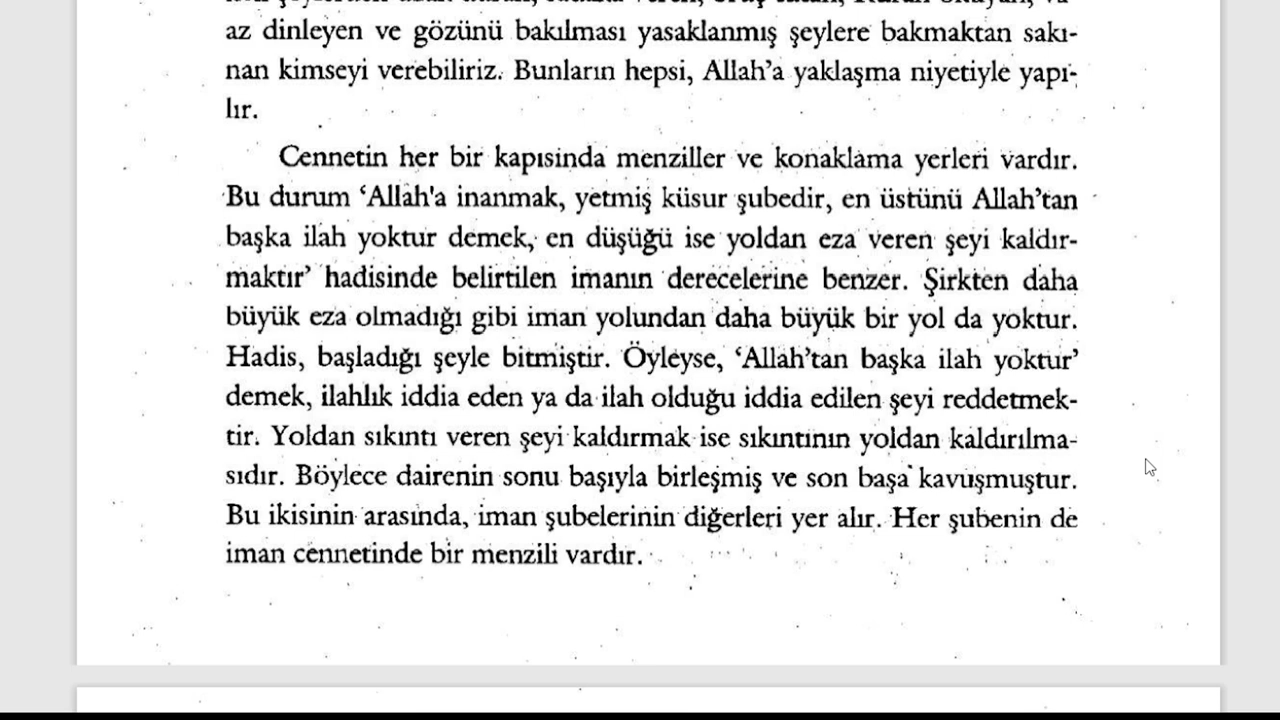 az dinleyen ve gözünü bakılması yasaklanmış şeylere bakmaktan sakı-
nan kimseyi verebiliriz. Bunların hepsi, Allah’a yaklaşma niyetiyle yapı-
lır.
Cennetin her bir kapısında menziller ve konaklama yerleri vardır.
Bu durum ‘Allah'a inanmak, yetmiş küsur şubedir, en üstünü Allah’tan
başka ilah yoktur demek, en düşüğü ise yoldan eza veren şeyi kaldır-
maktır’ hadisinde belirtilen imanın derecelerine benzer. Şirkten daha
büyük eza olmadığı gibi iman yolundan daha büyük bir yol da yoktur.
Hadis, başladığı şeyle bitmiştir. Öyleyse, ‘Allah’tan başka ilah yoktur’
demek, ilahlık iddia eden ya da ilah olduğu iddia edilen şeyi reddetmek-
tir. Yoldan sıkıntı veren şeyi kaldırmak ise sıkıntının yoldan kaldırılma-
sıdır. Böylece dairenin sonu başıyla birleşmiş ve son başa kavuşmuştur.
Bu ikisinin arasında, iman şubelerinin diğerleri yer alır. Her şubenin de
iman cennetinde bir menzili vardır.